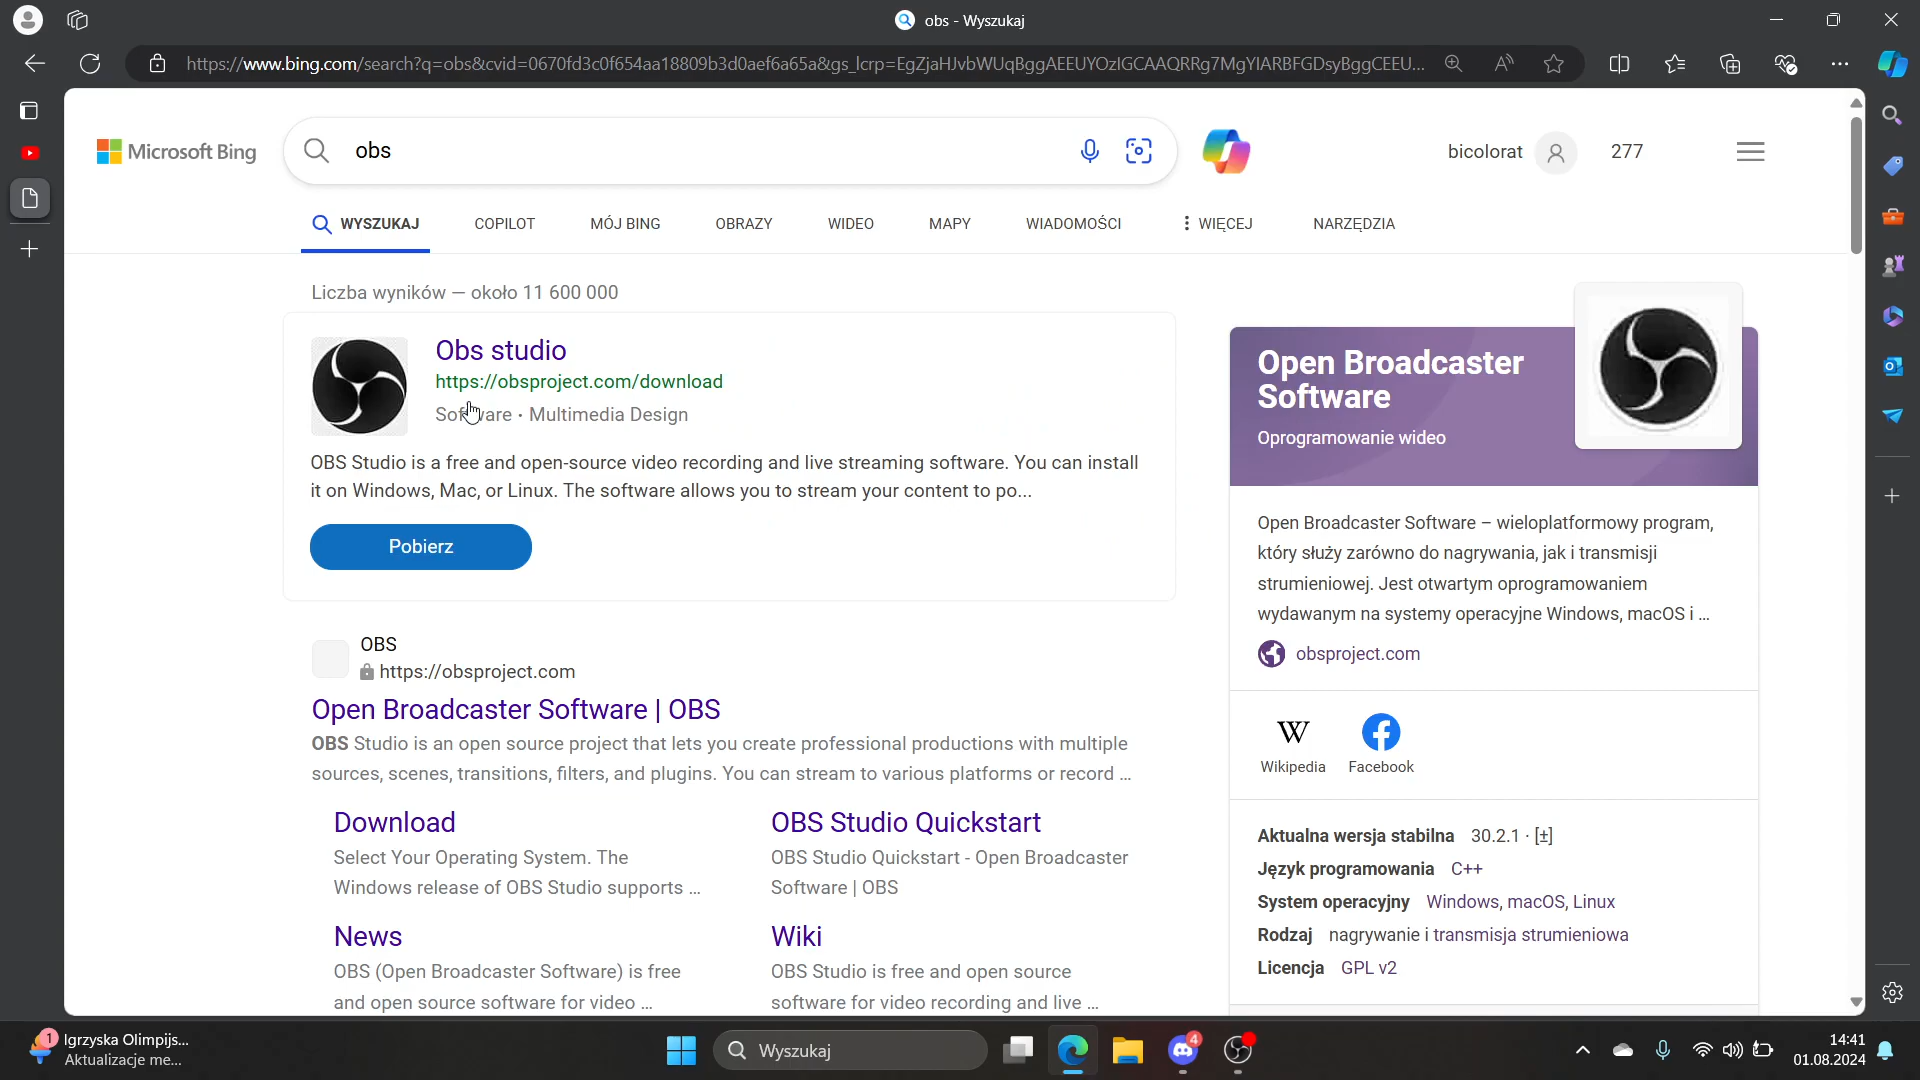 obs - Wyszukaj
https://www.bing.com/search?q=obs&cvid=0670fd3c0f654aa18809b3d0aef6a65a&gs_lcrp=EgZjaHJvbWUqBggAEEUYOzIGCAAQRRg7MgYIARBFGDsyBggCEEU...
Microsoft Bing
obs
bicolorat
277
WYSZUKAJ
COPILOT
MÓJ BING
OBRAZY
WIDEO
MAPY
WIADOMOŚCI
WIĘCEJ
NARZĘDZIA
Liczba wyników — około 11 600 000
Obs studio
https://obsproject.com/download
Software · Multimedia Design
OBS Studio is a free and open-source video recording and live streaming software. You can install
it on Windows, Mac, or Linux. The software allows you to stream your content to po...
Pobierz
OBS
https://obsproject.com
Open Broadcaster Software | OBS
OBS Studio is an open source project that lets you create professional productions with multiple
sources, scenes, transitions, filters, and plugins. You can stream to various platforms or record ...
Download
Select Your Operating System. The
Windows release of OBS Studio supports ...
OBS Studio Quickstart
OBS Studio Quickstart - Open Broadcaster
Software | OBS
News
OBS (Open Broadcaster Software) is free
and open source software for video ...
Wiki
OBS Studio is free and open source
software for video recording and live ...
Open Broadcaster
Software
Oprogramowanie wideo
Open Broadcaster Software – wieloplatformowy program,
który służy zarówno do nagrywania, jak i transmisji
strumieniowej. Jest otwartym oprogramowaniem
wydawanym na systemy operacyjne Windows, macOS i ...
obsproject.com
W
Wikipedia
Facebook
Aktualna wersja stabilna 30.2.1 · [±]
Język programowania C++
System operacyjny Windows, macOS, Linux
Rodzaj nagrywanie i transmisja strumieniowa
Licencja GPL v2
1
Igrzyska Olimpijs...
Aktualizacje me...
Wyszukaj
4
14:41
01.08.2024